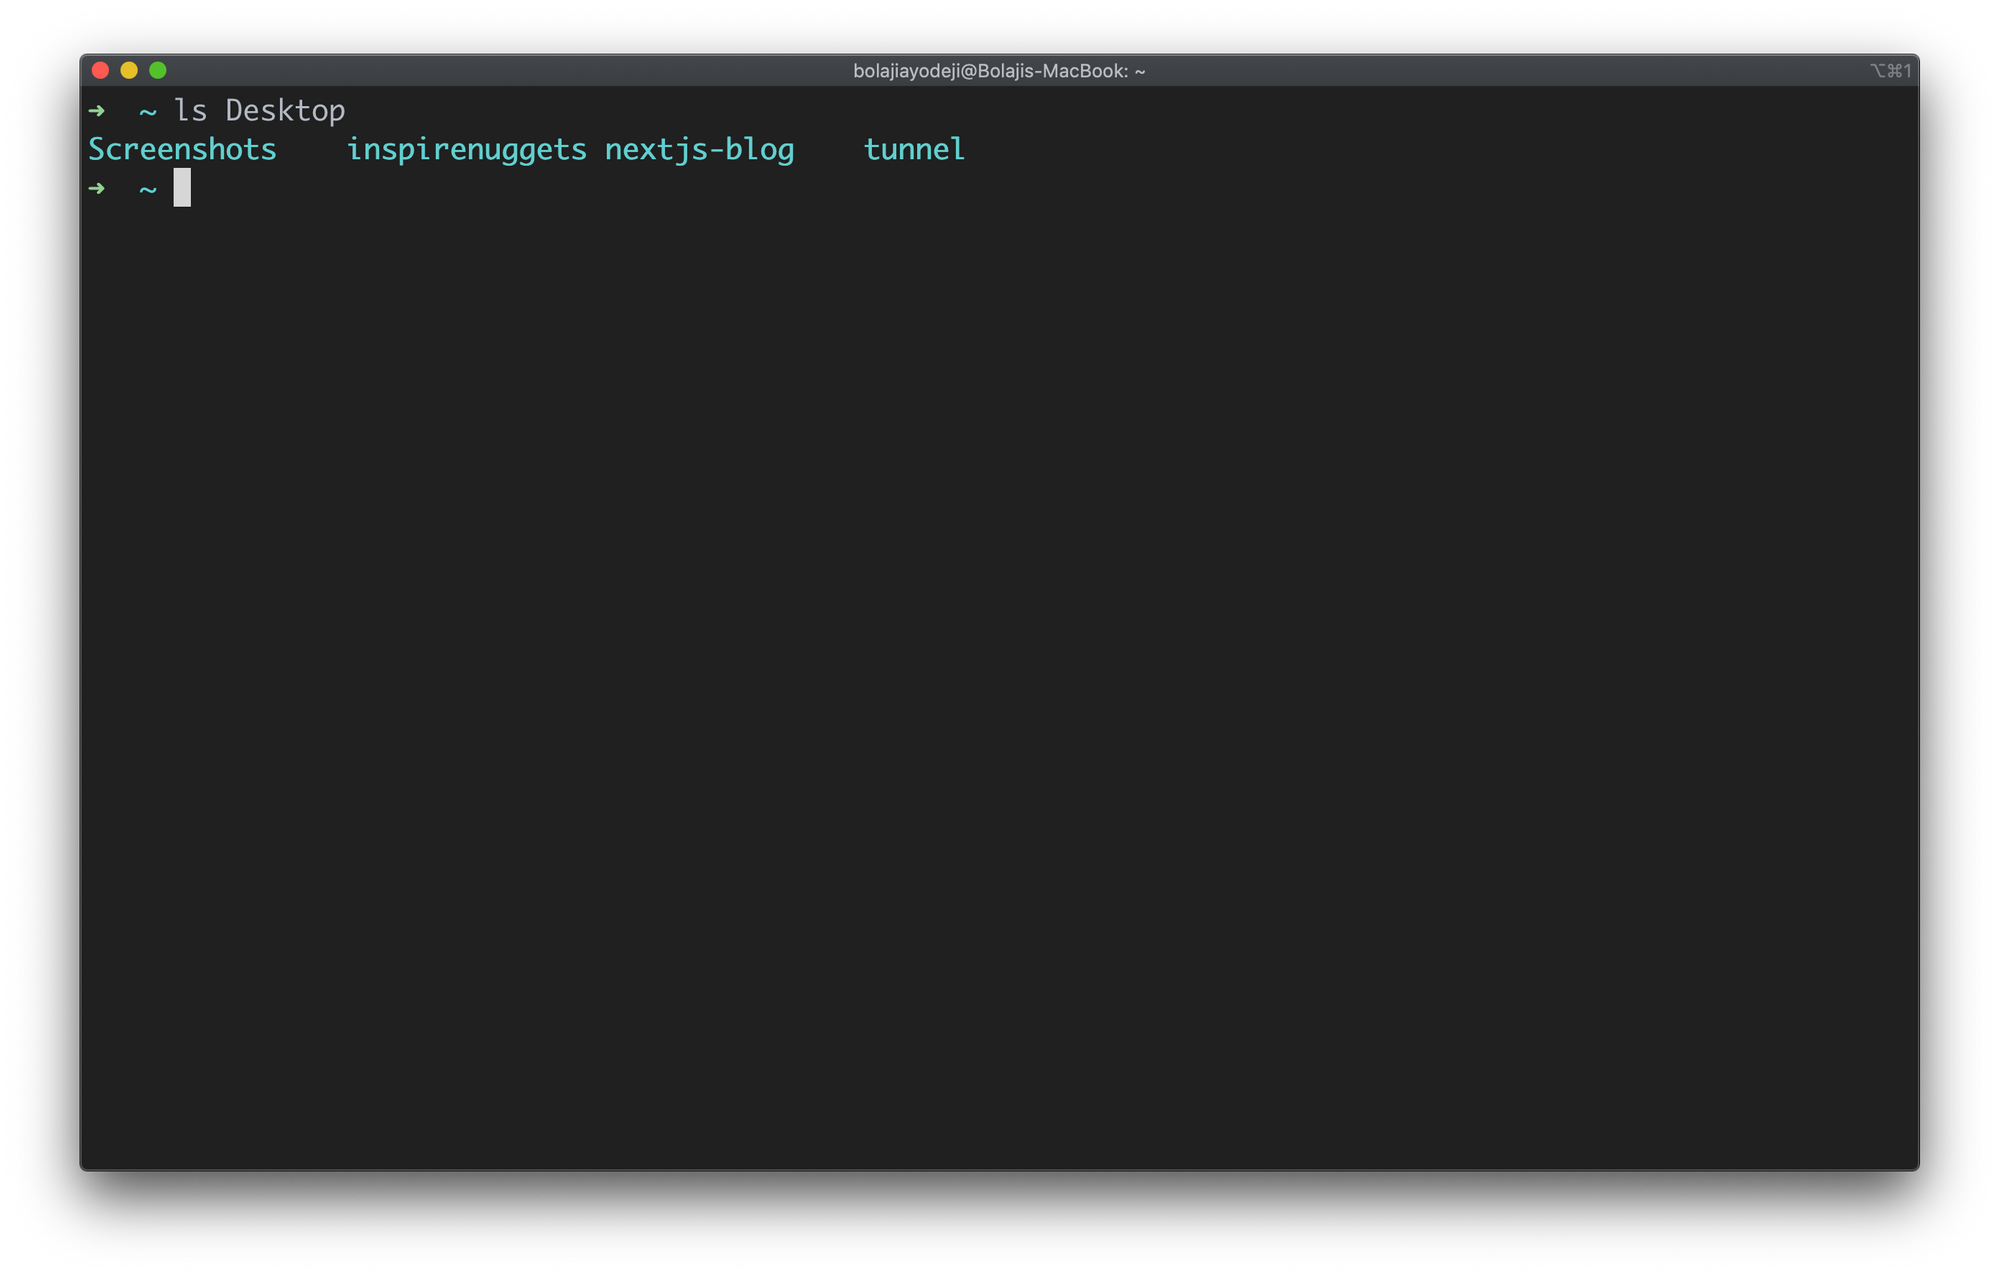 bolajiayodeji@Bolajis-MacBook: ~ ⌥⌘1
➜ ~ ls Desktop
Screenshots inspirenuggets nextjs-blog tunnel
➜ ~